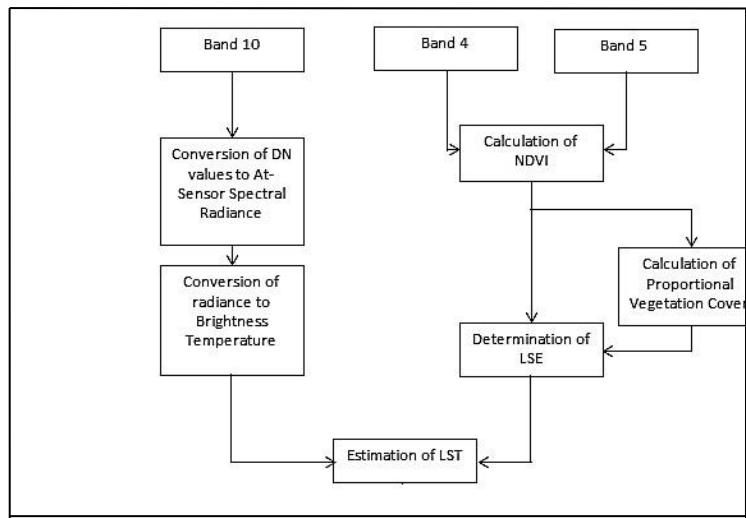 Band 10
Band 4
Band 5
Conversion of DN
values to At-
Sensor Spectral
Radiance
Calculation of
NDVI
Conversion of
radiance to
Brightness
Temperature
Calculation of
Proportional
Vegetation Cover
Determination of
LSE
Estimation of LST